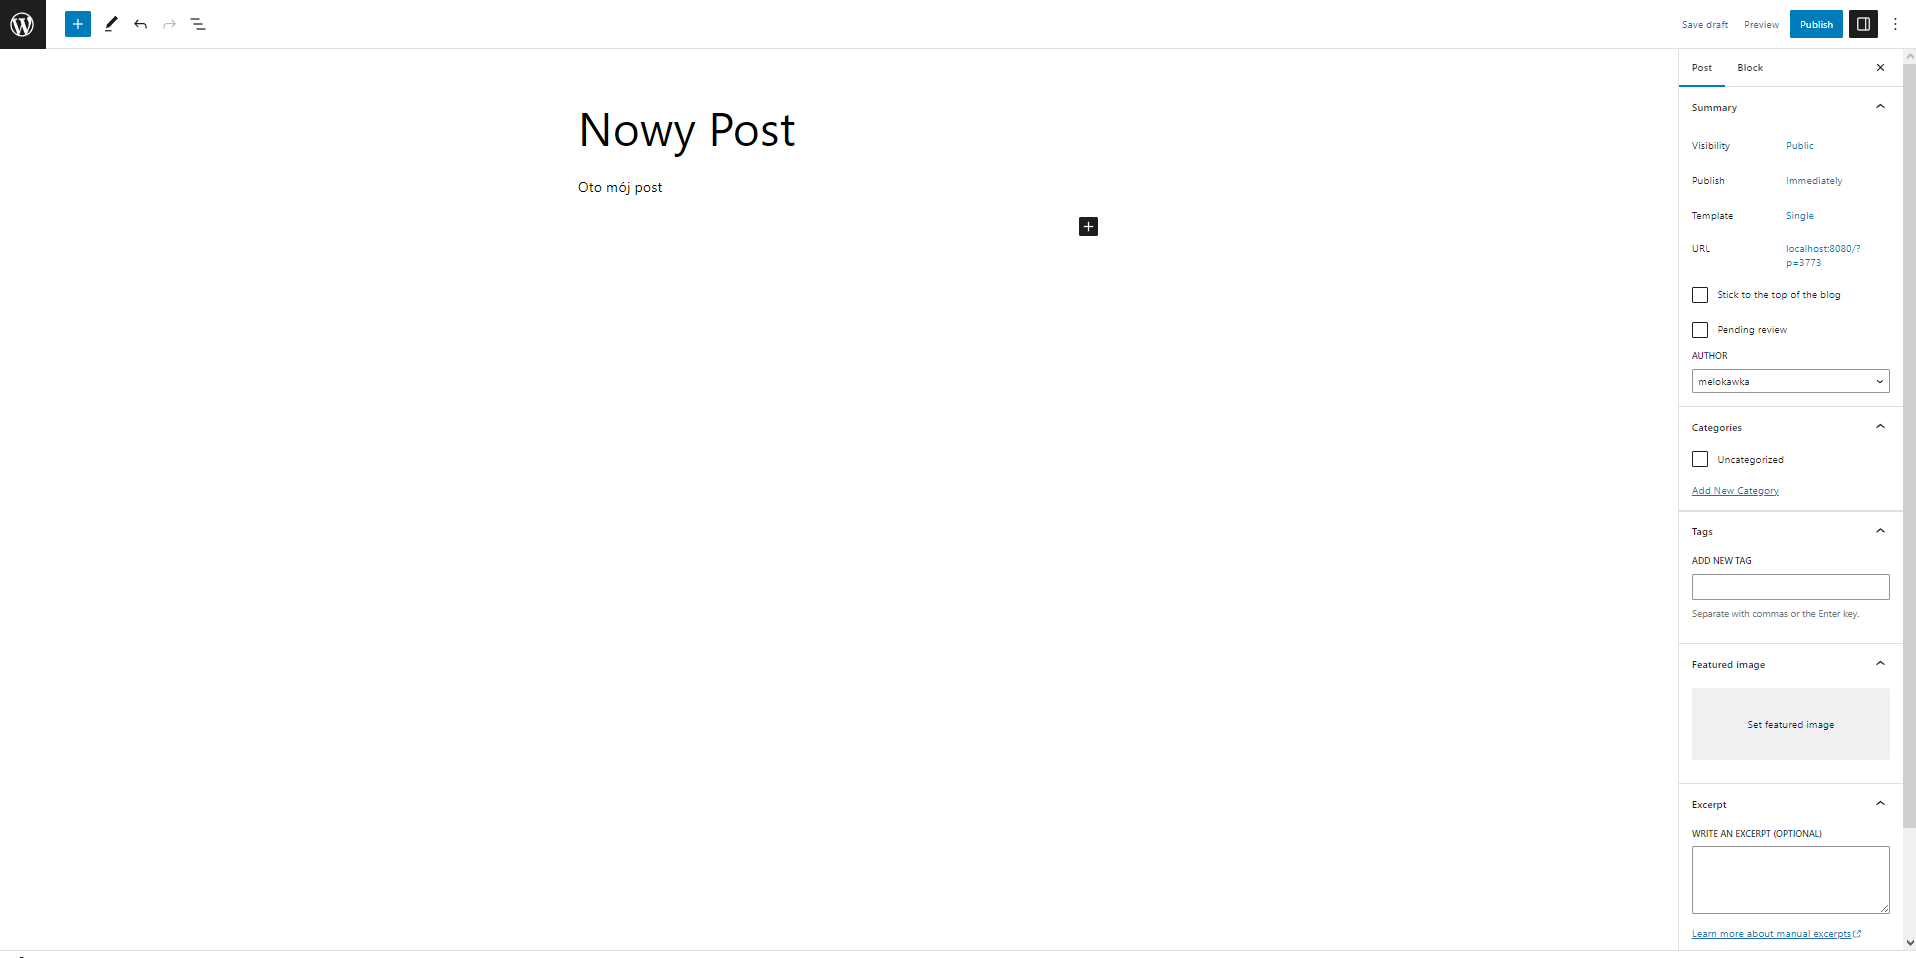 Save draft Preview Publish
Post Block
Nowy Post
Oto mój post
Summary
Visibility Public
Publish Immediately
Template Single
URL localhost:8080/?
p=3773
Stick to the top of the blog
Pending review
AUTHOR
melokawka
Categories
Uncategorized
Add New Category
Tags
ADD NEW TAG
Separate with commas or the Enter key.
Featured image
Set featured image
Excerpt
WRITE AN EXCERPT (OPTIONAL)
Learn more about manual excerpts